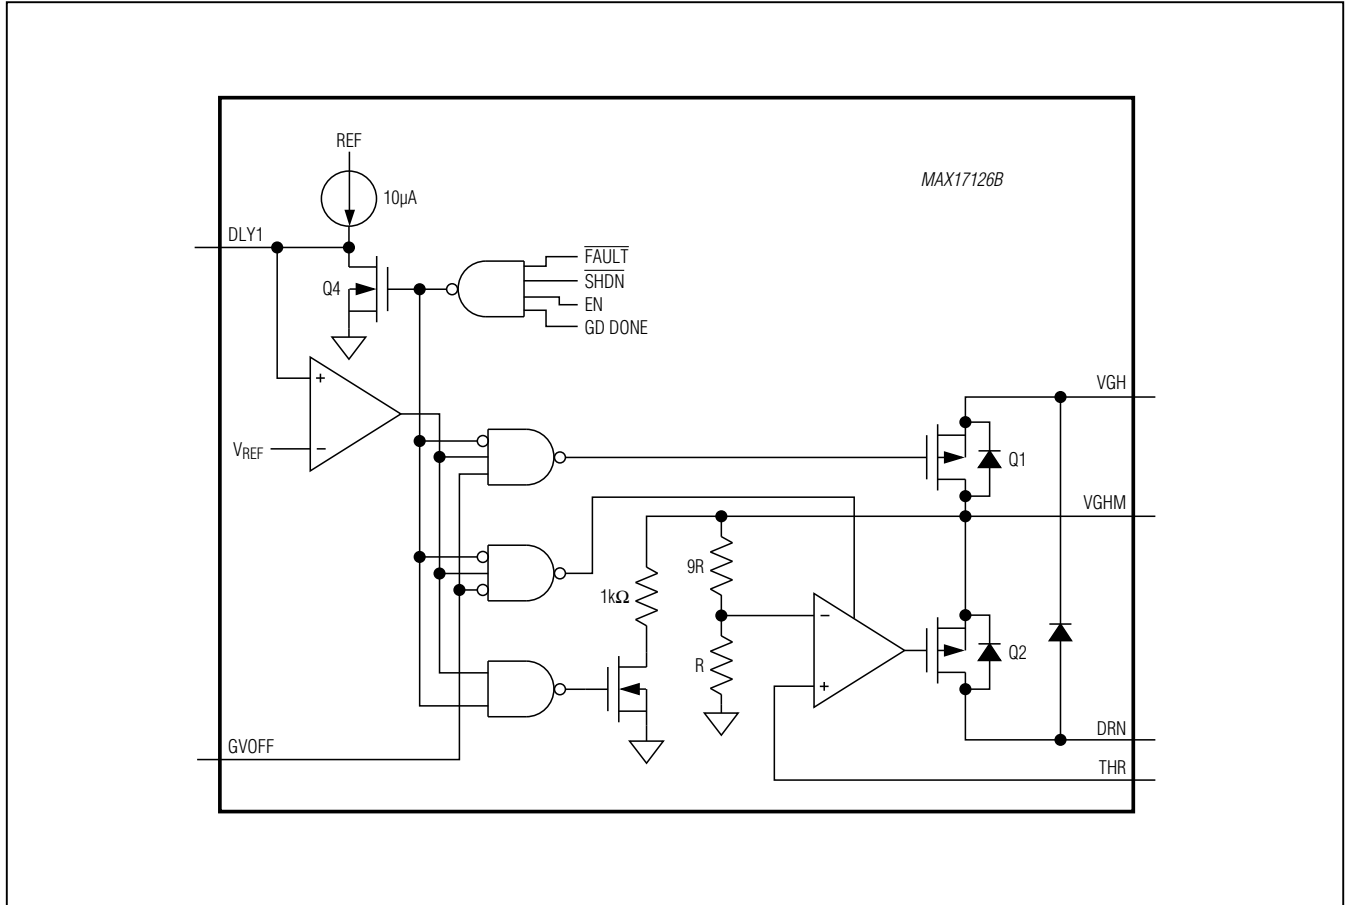 REF
MAX17126B
10µA
DLY1
FAULT
SHDN
Q4
EN
GD DONE
VGH
+
VREF
−
Q1
VGHM
9R
1kΩ
−
Q2
R
+
DRN
GVOFF
THR